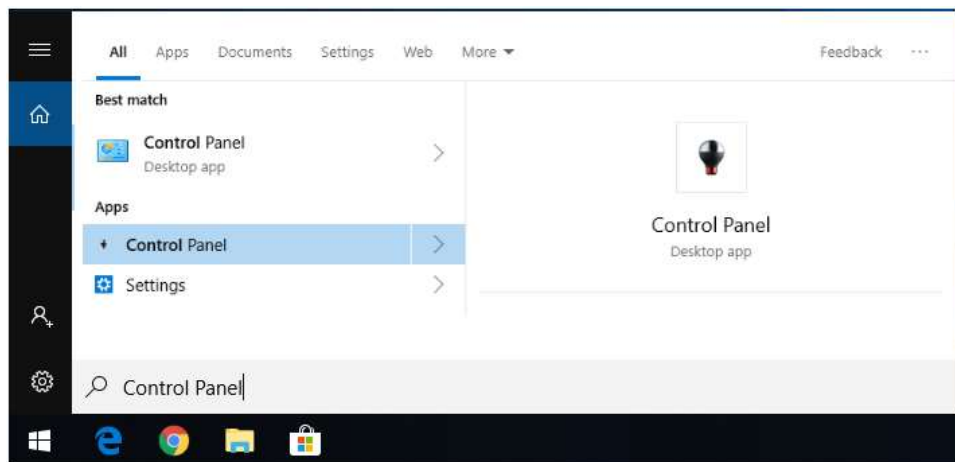 All Apps Documents Settings Web More Feedback ...
Best match
Control Panel
Desktop app
Apps
Control Panel
Settings
Control Panel
Desktop app
Control Panel